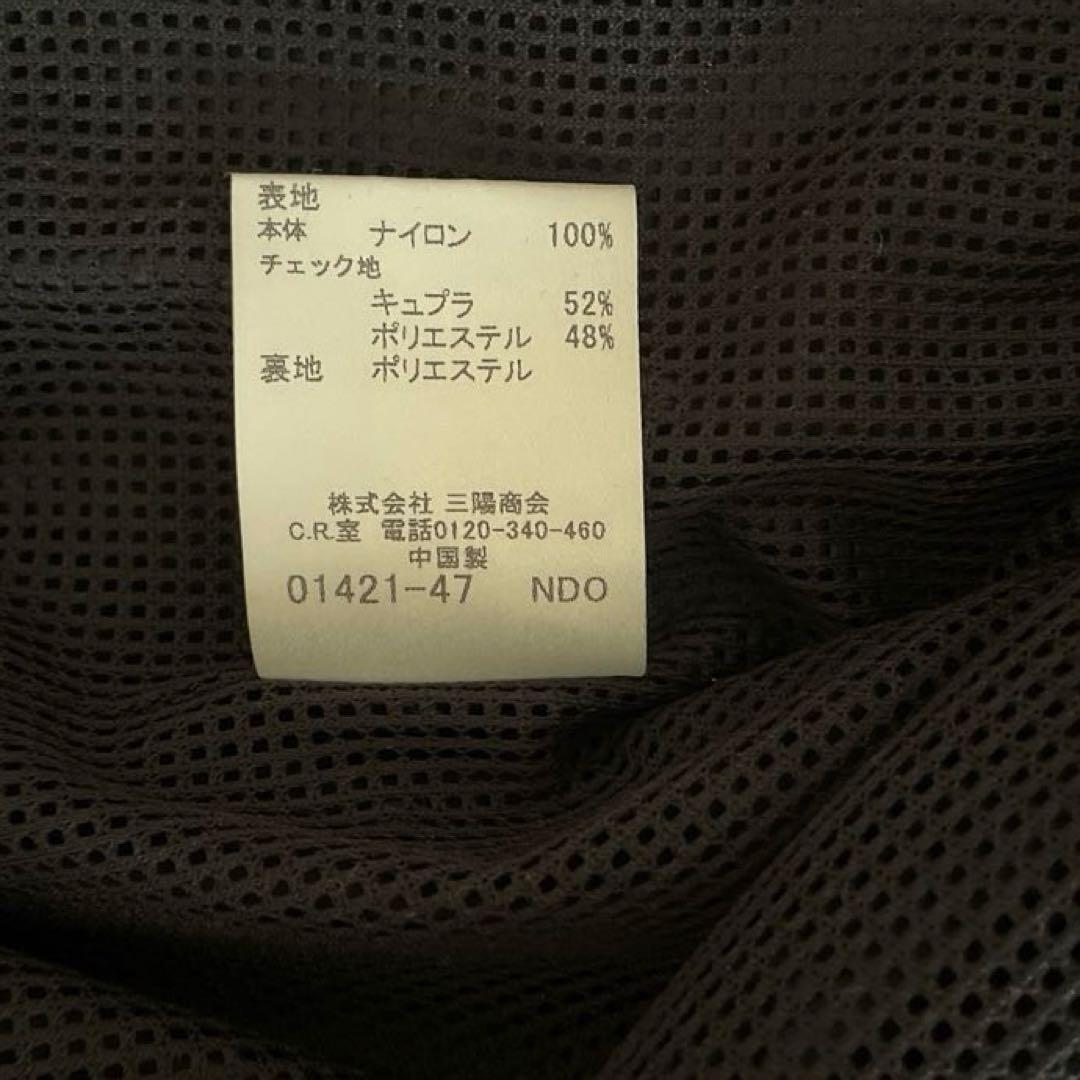 表地
本体 ナイロン 100%
チェック地
キュプラ 52%
ポリエステル 48%
裏地 ポリエステル
株式会社 三陽商会
C.R.室 電話0120-340-460
中国製
01421-47 NDO